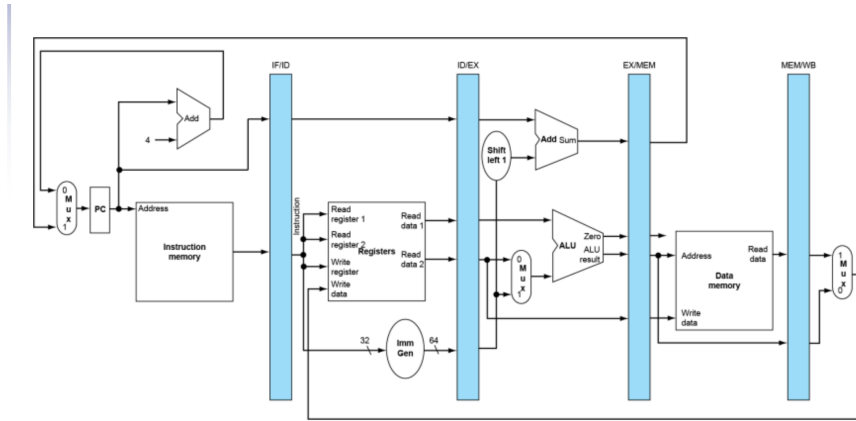 IF/ID
ID/EX
EX/MEM
MEM/WB
Add
4
Shift
left 1
Add Sum
0
M
u
x
1
PC
Address
Instruction
memory
Instruction
Read
register 1
Read
register 2
Write
register
Write
data
Registers
Read
data 1
Read
data 2
0
M
u
x
1
Zero
ALU
ALU
result
Address
Read
data
Data
memory
Write
data
1
M
u
x
0
32
Imm
Gen
64